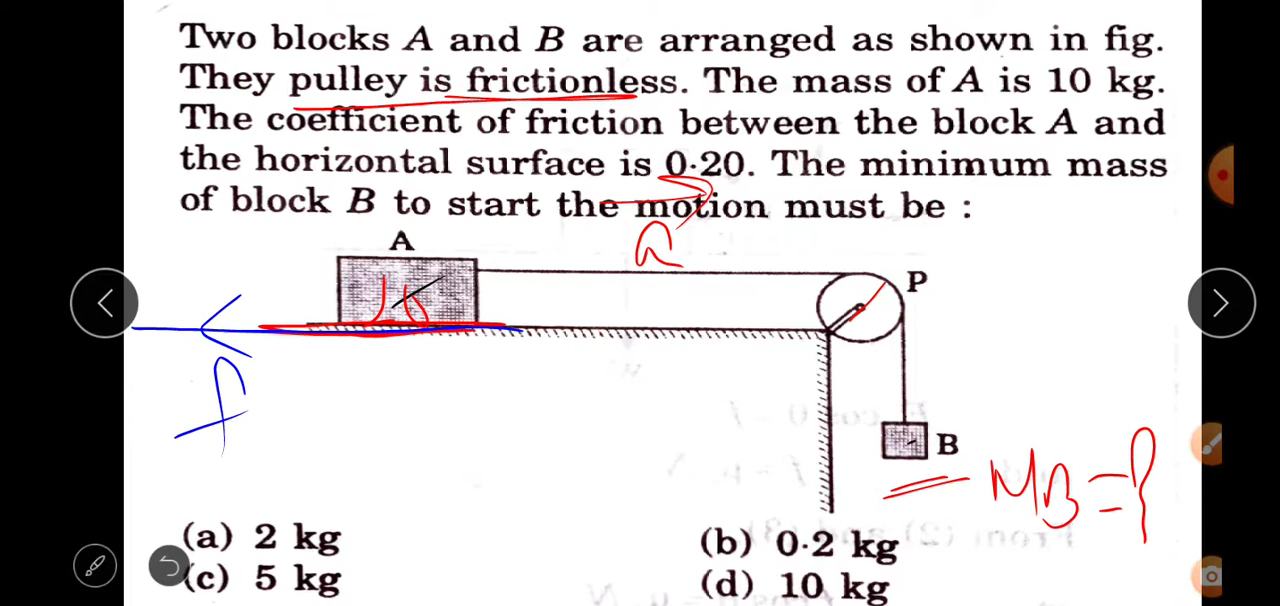 Two blocks A and B are arranged as shown in fig.
They pulley is frictionless. The mass of A is 10 kg.
The coefficient of friction between the block A and
the horizontal surface is 0·20. The minimum mass
of block B to start the motion must be :
a
A
P
f
B
MB=?
(a) 2 kg
(b) 0·2 kg
(c) 5 kg
(d) 10 kg